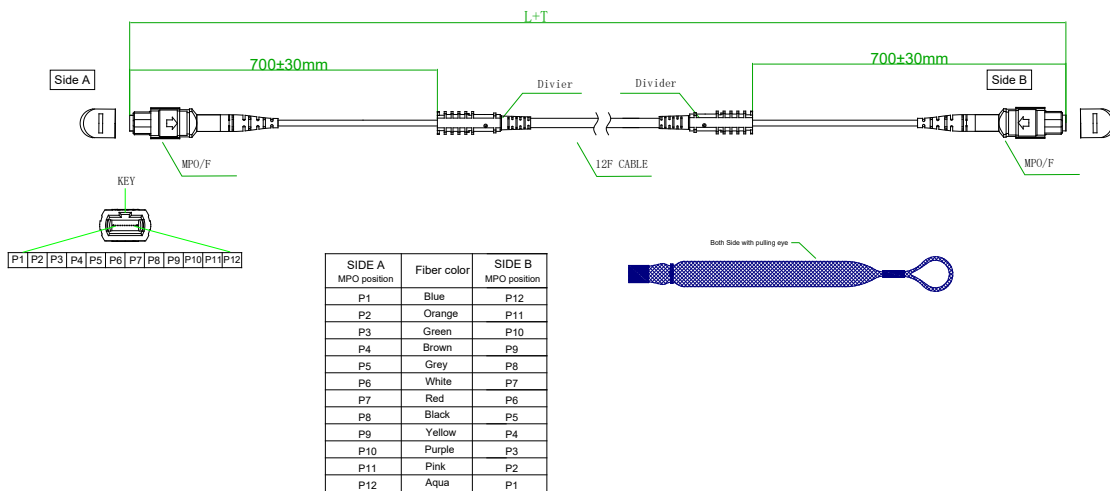 L+T
700±30mm
700±30mm
Side A
Side B
Divier
Divider
MPO/F
12F CABLE
MPO/F
KEY
P1 P2 P3 P4 P5 P6 P7 P8 P9 P10 P11 P12
Both Side with pulling eye
SIDE A MPO position Fiber color SIDE B MPO position
P1 Blue P12
P2 Orange P11
P3 Green P10
P4 Brown P9
P5 Grey P8
P6 White P7
P7 Red P6
P8 Black P5
P9 Yellow P4
P10 Purple P3
P11 Pink P2
P12 Aqua P1